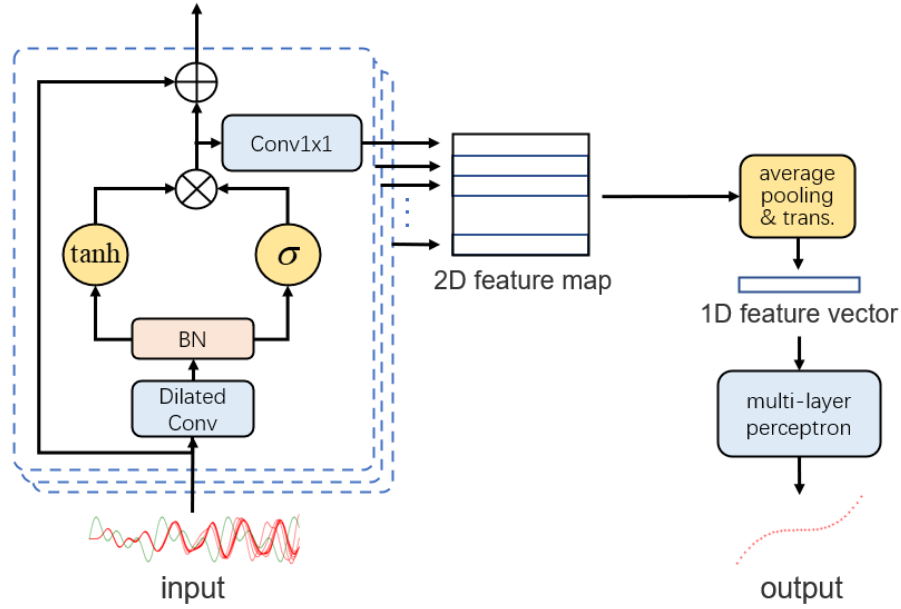 Conv1x1
tanh
σ
BN
Dilated
Conv
input
2D feature map
average
pooling
& trans.
1D feature vector
multi-layer
perceptron
output